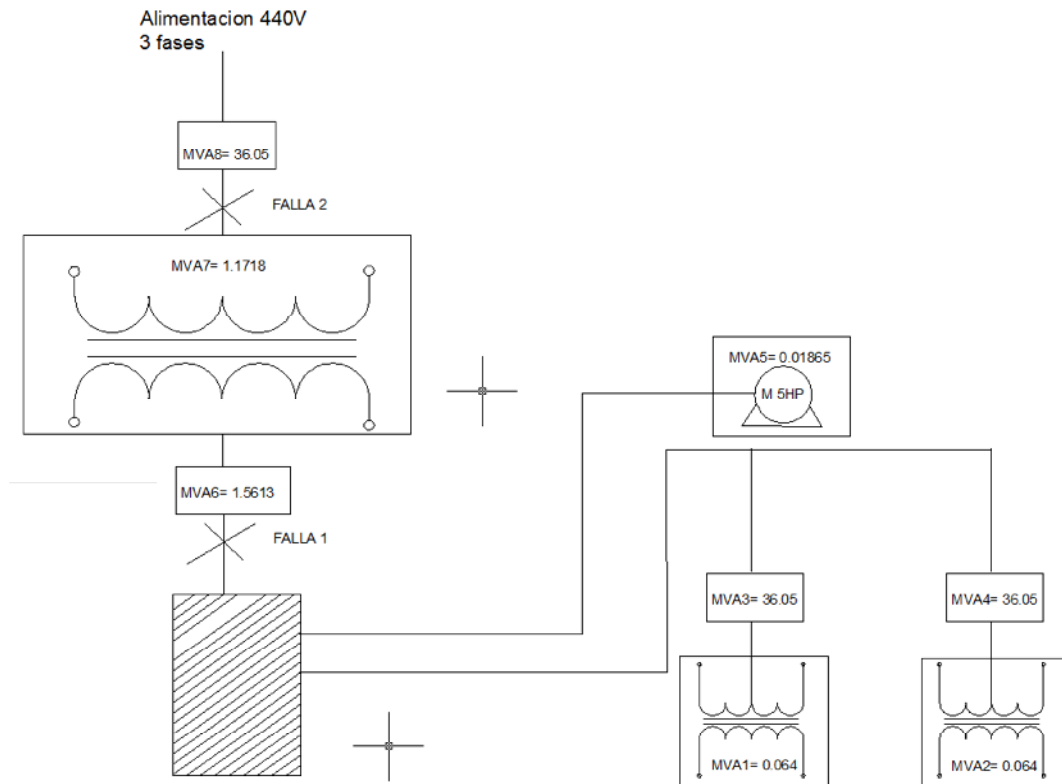 Alimentacion 440V
3 fases
MVA8= 36.05
FALLA 2
MVA7= 1.1718
MVA5= 0.01865
M 5HP
MVA6= 1.5613
FALLA 1
MVA3= 36.05
MVA4= 36.05
MVA1= 0.064
MVA2= 0.064